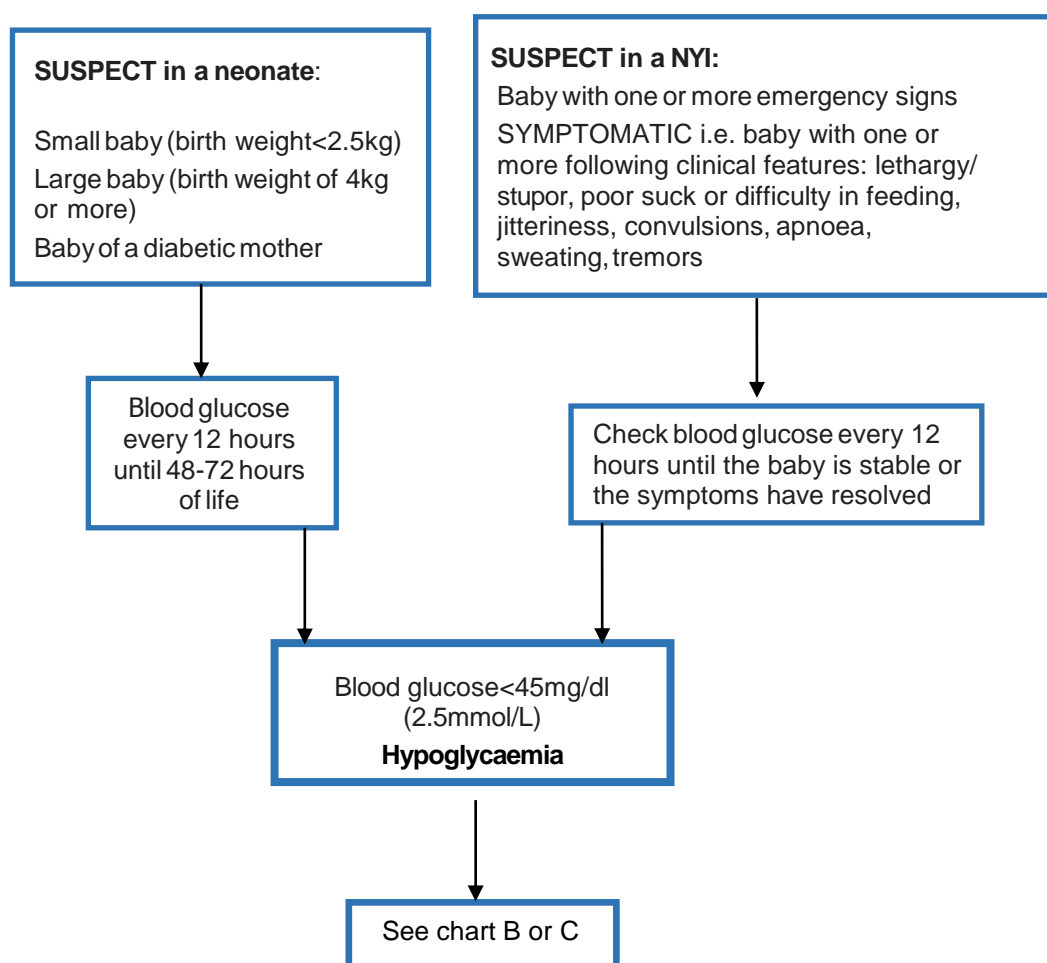 SUSPECT in a neonate:
Small baby (birth weight<2.5kg)
Large baby (birth weight of 4kg
or more)
Baby of a diabetic mother
SUSPECT in a NYI:
Baby with one or more emergency signs
SYMPTOMATIC i.e. baby with one or
more following clinical features: lethargy/
stupor, poor suck or difficulty in feeding,
jitteriness, convulsions, apnoea,
sweating, tremors
Blood glucose
every 12 hours
until 48-72 hours
of life
Check blood glucose every 12
hours until the baby is stable or
the symptoms have resolved
Blood glucose<45mg/dl
(2.5mmol/L)
Hypoglycaemia
See chart B or C